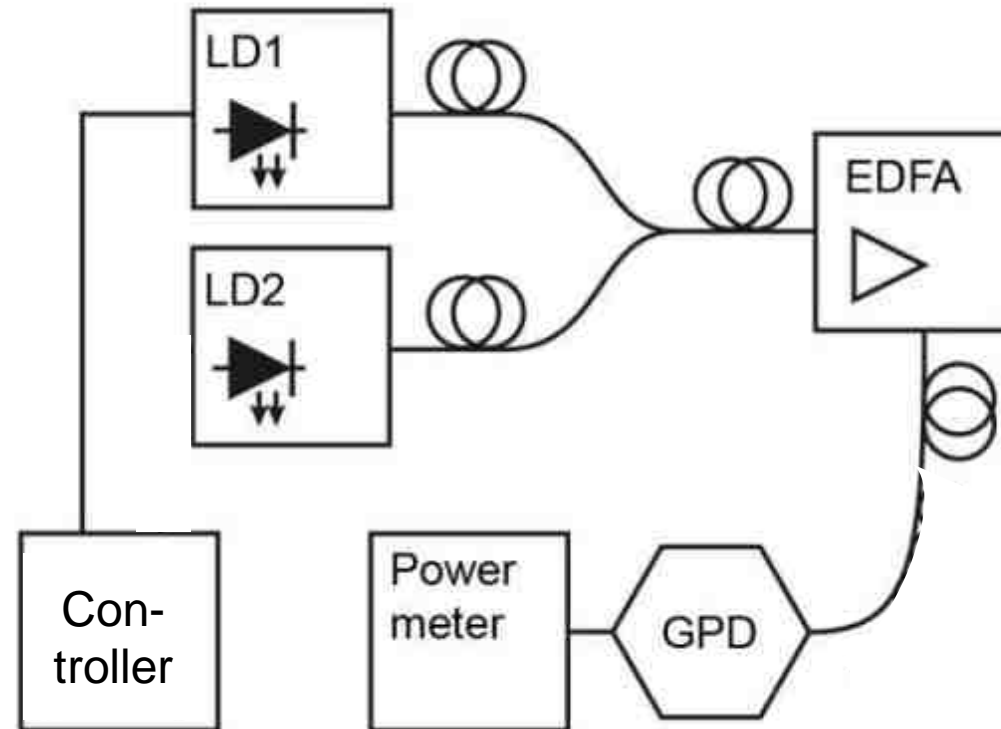 LD1
EDFA
LD2
Con-
troller
Power
meter
GPD